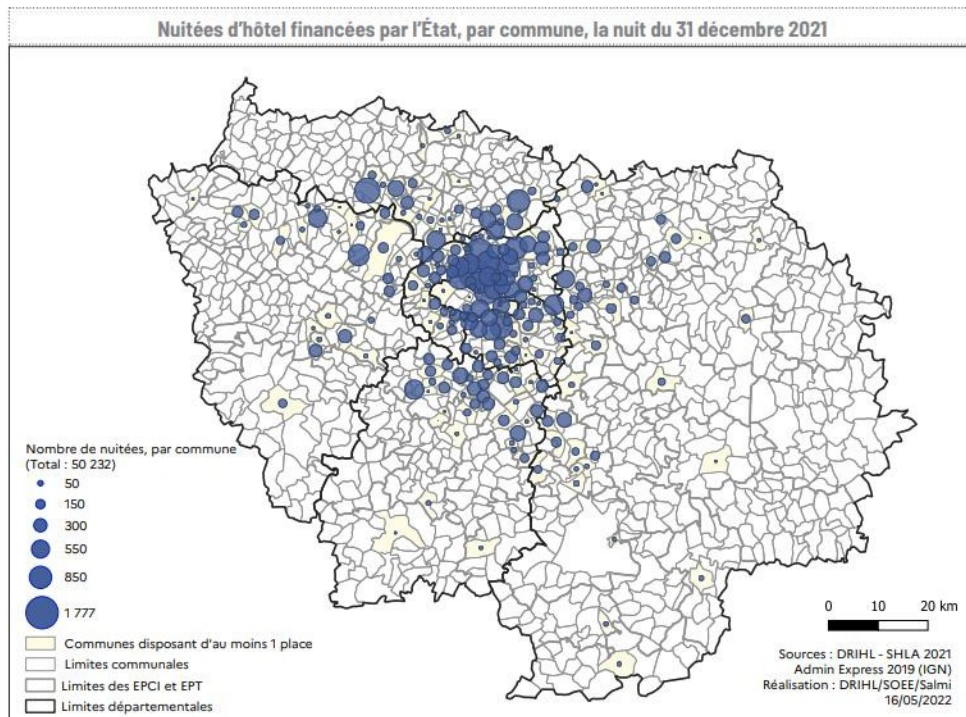 Nuitées d'hôtel financées par l'État, par commune, la nuit du 31 décembre 2021
Nombre de nuitées, par commune
(Total : 50 232)
50
150
300
550
850
1 777
Communes disposant d'au moins 1 place
Limites communales
Limites des EPCI et EPT
Limites départementales
0 10 20 km
Sources : DRIHL - SHLA 2021
Admin Express 2019 (IGN)
Réalisation : DRIHL/SOEE/Salmi
16/05/2022